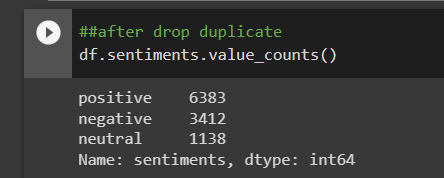 ##after drop duplicate
df.sentiments.value_counts()
positive    6383
negative    3412
neutral     1138
Name: sentiments, dtype: int64